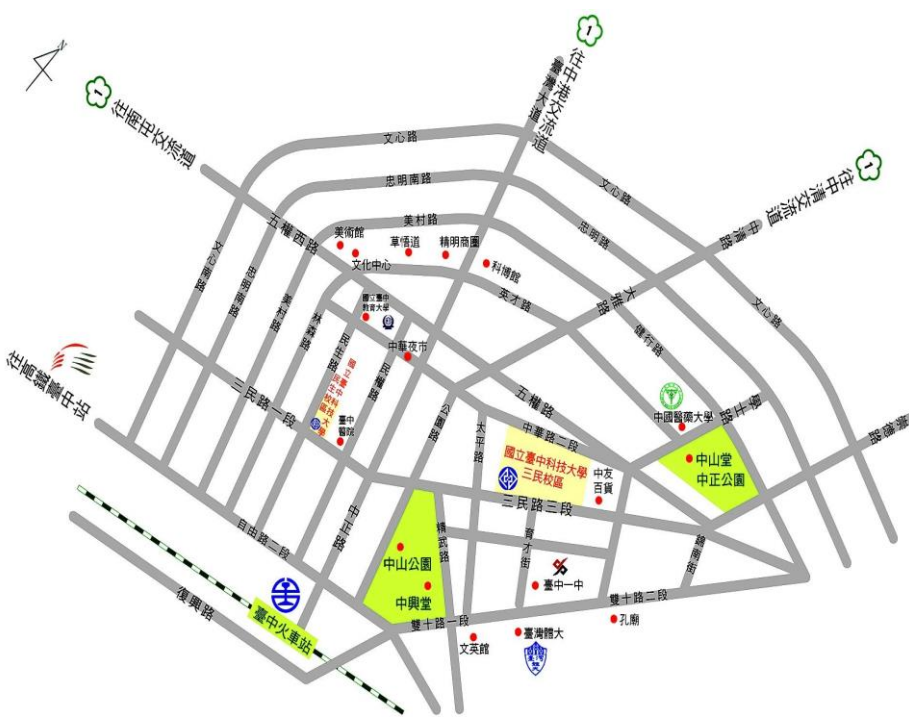 N
1
往南屯交流道
1
往中港交流道
臺灣大道
1
往中清交流道
中清路
文心路
忠明南路
美村路
五權西路
美術館
草悟道
精明商圈
科博館
文化中心
英才路
文心路
忠明路
大雅路
健行路
文心路
文心南路
忠明南路
美村路
林森路
國立臺中
教育大學
民生路
中華夜市
民權路
國立臺中科技大學
民生校區
臺中
醫院
三民路一段
公園路
太平路
五權路
中華路二段
國立臺中科技大學
三民校區
中友
百貨
中國醫藥大學
學士路
崇德路
中山堂
中正公園
往高鐵臺中站
三民路三段
自由路二段
中正路
中山公園
中興堂
精武路
育才街
臺中一中
錦南街
雙十路一段
雙十路二段
復興路
臺中火車站
文英館
臺灣體大
孔廟